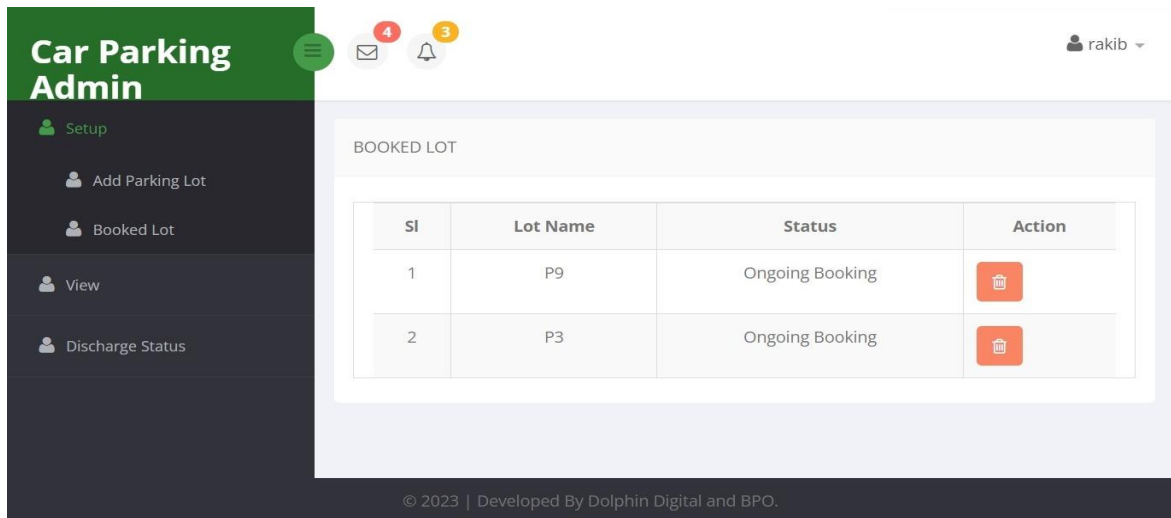 Car Parking
Admin
4
3
rakib
Setup
Add Parking Lot
Booked Lot
View
Discharge Status
BOOKED LOT
Sl Lot Name Status Action
1 P9 Ongoing Booking
2 P3 Ongoing Booking
© 2023 | Developed By Dolphin Digital and BPO.